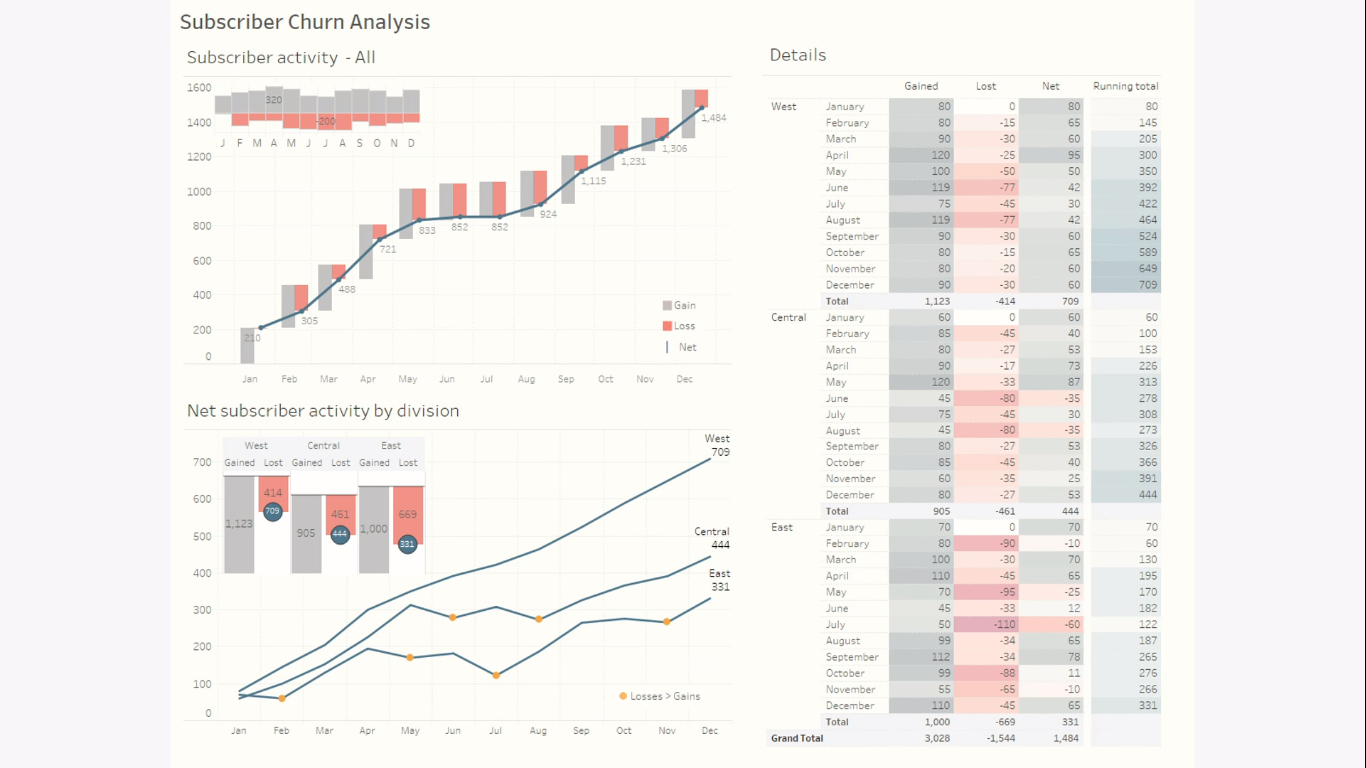 Subscriber Churn Analysis
Subscriber activity - All
1600
1400
1200
1000
800
600
400
200
0
320
-200
J F M A M J J A S O N D
210
305
488
721
833
852
852
924
1,115
1,231
1,306
1,484
Gain
Loss
Net
Jan Feb Mar Apr May Jun Jul Aug Sep Oct Nov Dec
Net subscriber activity by division
700
600
500
400
300
200
100
0
West Central East
Gained Lost Gained Lost Gained Lost
1,123 414 709 905 461 444 1,000 669 331
West
709
Central
444
East
331
Losses > Gains
Jan Feb Mar Apr May Jun Jul Aug Sep Oct Nov Dec
Details
Gained Lost Net Running total
West January 80 0 80 80
February 80 -15 65 145
March 90 -30 60 205
April 120 -25 95 300
May 100 -50 50 350
June 119 -77 42 392
July 75 -45 30 422
August 119 -77 42 464
September 90 -30 60 524
October 80 -15 65 589
November 80 -20 60 649
December 90 -30 60 709
Total 1,123 -414 709
Central January 60 0 60 60
February 85 -45 40 100
March 80 -27 53 153
April 90 -17 73 226
May 120 -33 87 313
June 45 -80 -35 278
July 75 -45 30 308
August 45 -80 -35 273
September 80 -27 53 326
October 85 -45 40 366
November 60 -35 25 391
December 80 -27 53 444
Total 905 -461 444
East January 70 0 70 70
February 80 -90 -10 60
March 100 -30 70 130
April 110 -45 65 195
May 70 -95 -25 170
June 45 -33 12 182
July 50 -110 -60 122
August 99 -34 65 187
September 112 -34 78 265
October 99 -88 11 276
November 55 -65 -10 266
December 110 -45 65 331
Total 1,000 -669 331
Grand Total 3,028 -1,544 1,484